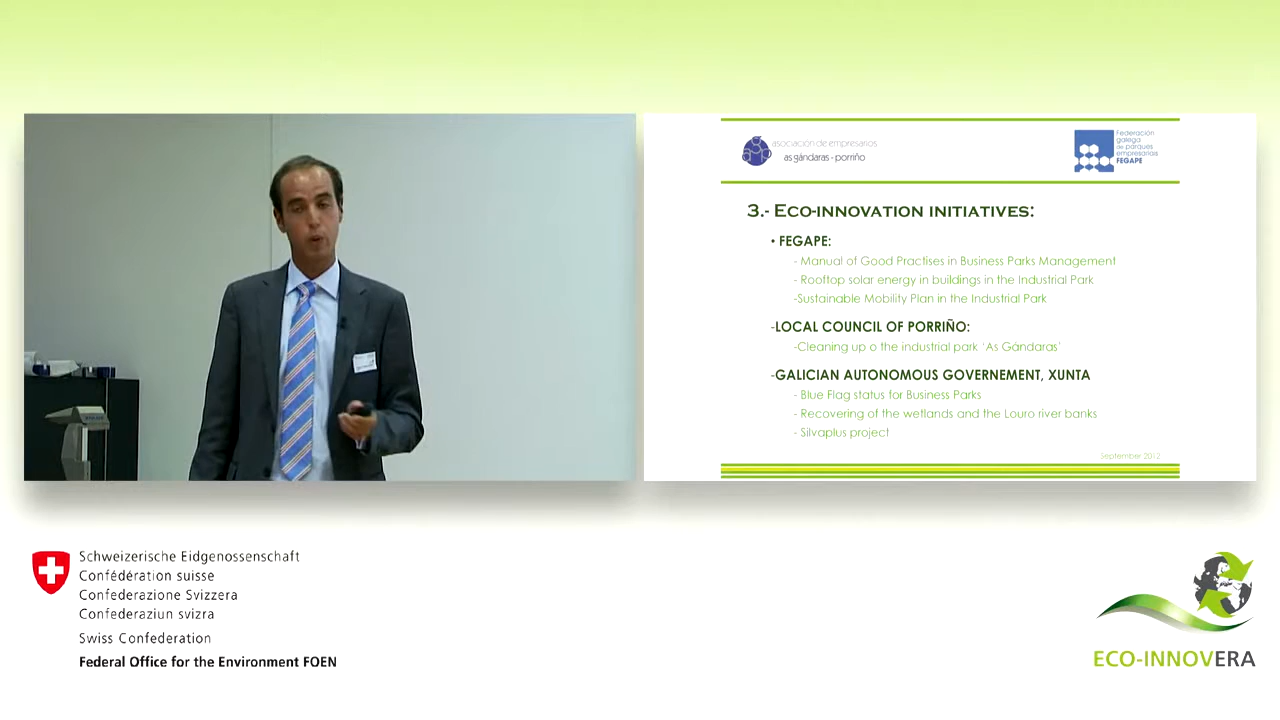 asociación de empresarios
as gándaras - porriño
Federación
galega
de parques
empresariais
FEGAPE
3.- Eco-innovation initiatives:
• FEGAPE:
- Manual of Good Practises in Business Parks Management
- Rooftop solar energy in buildings in the Industrial Park
-Sustainable Mobility Plan in the Industrial Park
-LOCAL COUNCIL OF PORRIÑO:
-Cleaning up o the industrial park ‘As Gándaras’
-GALICIAN AUTONOMOUS GOVERNEMENT, XUNTA
- Blue Flag status for Business Parks
- Recovering of the wetlands and the Louro river banks
- Silvaplus project
September 2012
Schweizerische Eidgenossenschaft
Confédération suisse
Confederazione Svizzera
Confederaziun svizra
Swiss Confederation
Federal Office for the Environment FOEN
ECO-INNOVERA